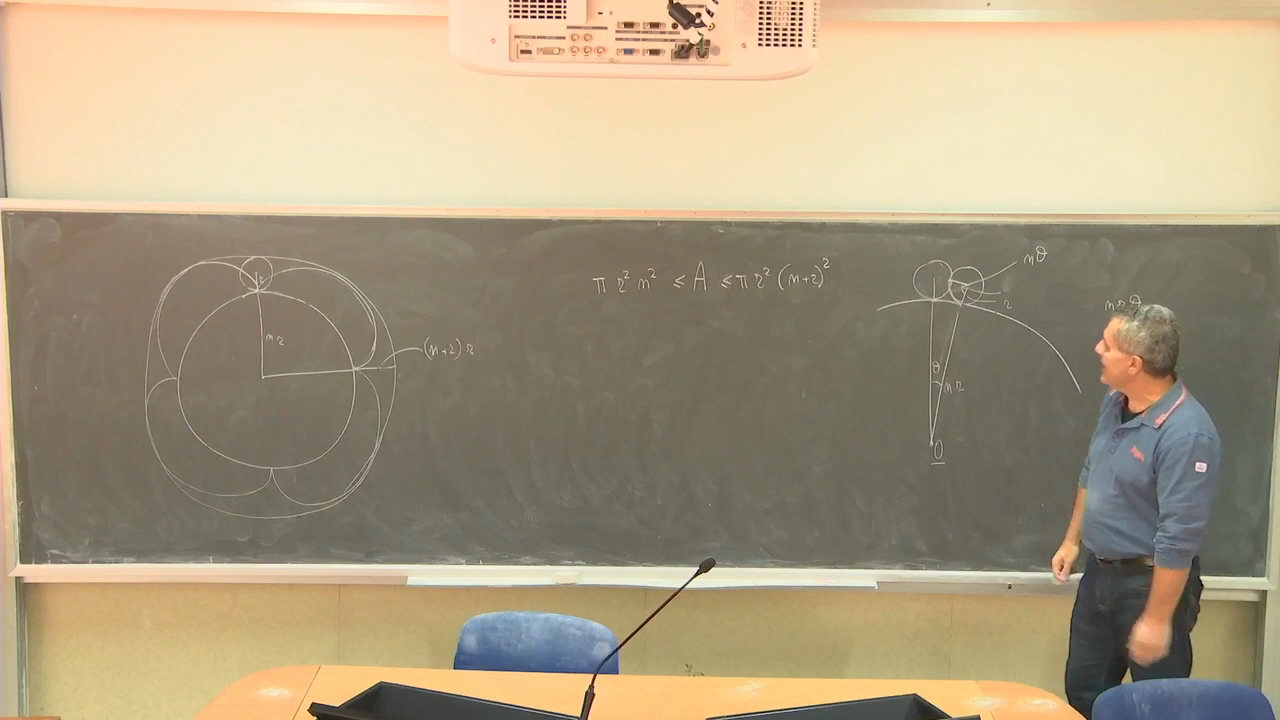 r
nr
(n+2) r
π r² n² ≤ A ≤ π r² (n+2)²
nθ
r
n r θ
θ
nr
O